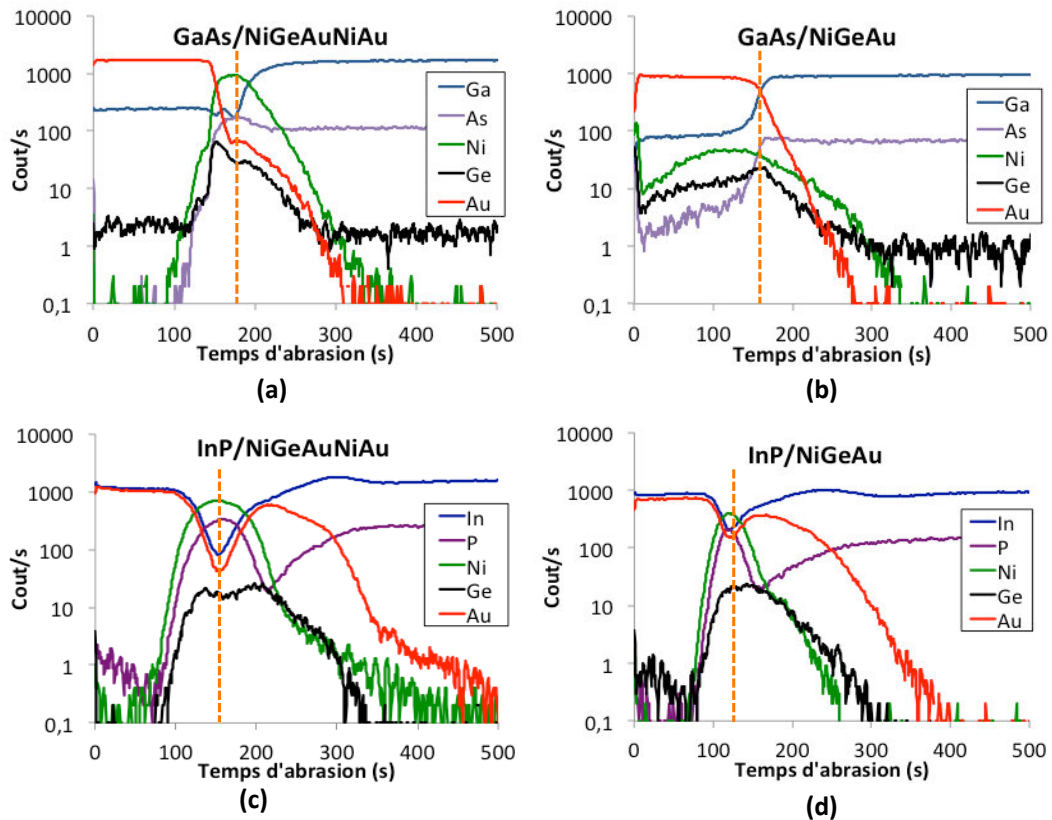 GaAs/NiGeAuNiAu
10000
1000
100
10
1
0,1
Cout/s
0
100
200
300
400
500
Temps d'abrasion (s)
Ga
As
Ni
Ge
Au
(a)
GaAs/NiGeAu
10000
1000
100
10
1
0,1
Cout/s
0
100
200
300
400
500
Temps d'abrasion (s)
Ga
As
Ni
Ge
Au
(b)
InP/NiGeAuNiAu
10000
1000
100
10
1
0,1
Cout/s
0
100
200
300
400
500
Temps d'abrasion (s)
In
P
Ni
Ge
Au
(c)
InP/NiGeAu
10000
1000
100
10
1
0,1
Cout/s
0
100
200
300
400
500
Temps d'abrasion (s)
In
P
Ni
Ge
Au
(d)